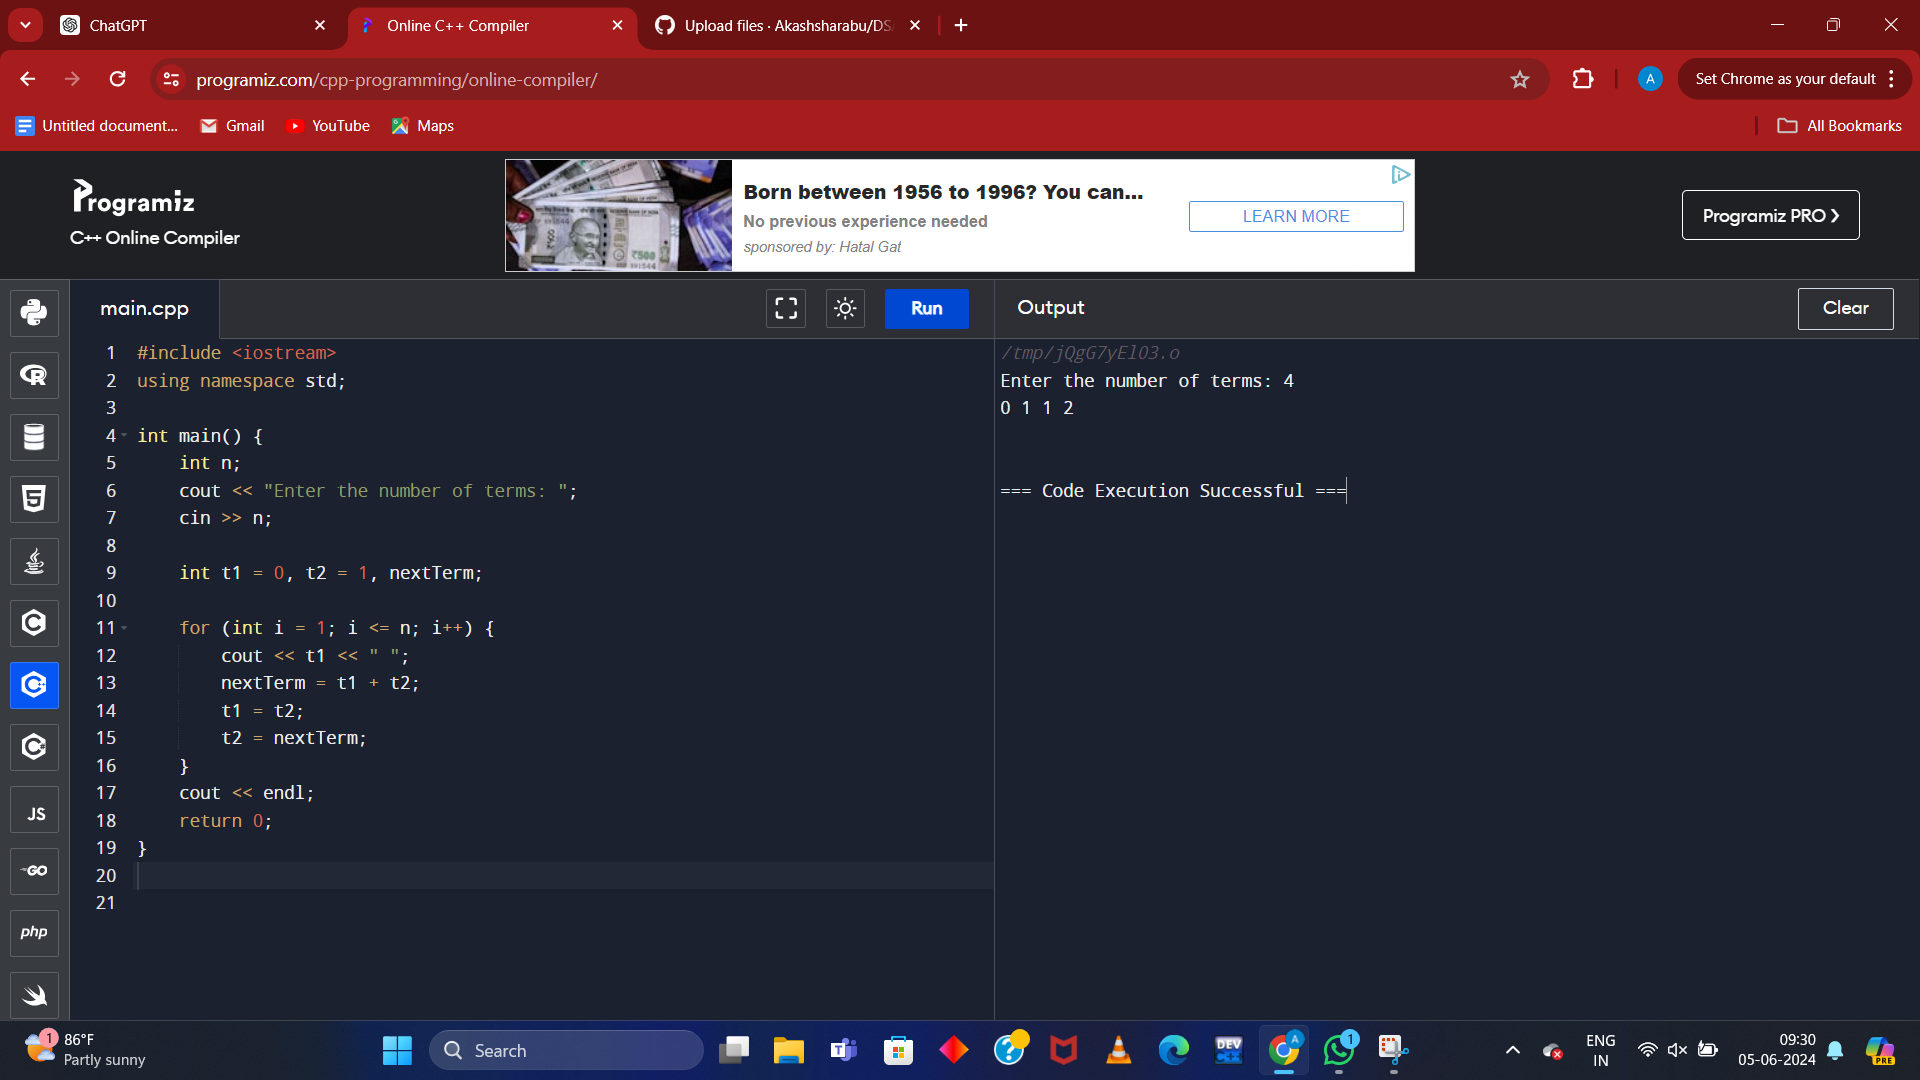 ChatGPT
Online C++ Compiler
Upload files · Akashsharabu/DS
programiz.com/cpp-programming/online-compiler/
A
Set Chrome as your default
Untitled document...
Gmail
YouTube
Maps
All Bookmarks
Programiz
C++ Online Compiler
Born between 1956 to 1996? You can...
No previous experience needed
sponsored by: Hatal Gat
LEARN MORE
Programiz PRO
main.cpp
Run
Output
Clear
1 #include <iostream>
2 using namespace std;
3
4 int main() {
5 int n;
6 cout << "Enter the number of terms: ";
7 cin >> n;
8
9 int t1 = 0, t2 = 1, nextTerm;
10
11 for (int i = 1; i <= n; i++) {
12 cout << t1 << " ";
13 nextTerm = t1 + t2;
14 t1 = t2;
15 t2 = nextTerm;
16 }
17 cout << endl;
18 return 0;
19 }
20
21
/tmp/jQgG7yElO3.o
Enter the number of terms: 4
0 1 1 2
=== Code Execution Successful ===
JS
GO
php
1
86°F
Partly sunny
Search
DEV
A
1
ENG
IN
09:30
05-06-2024
PRE